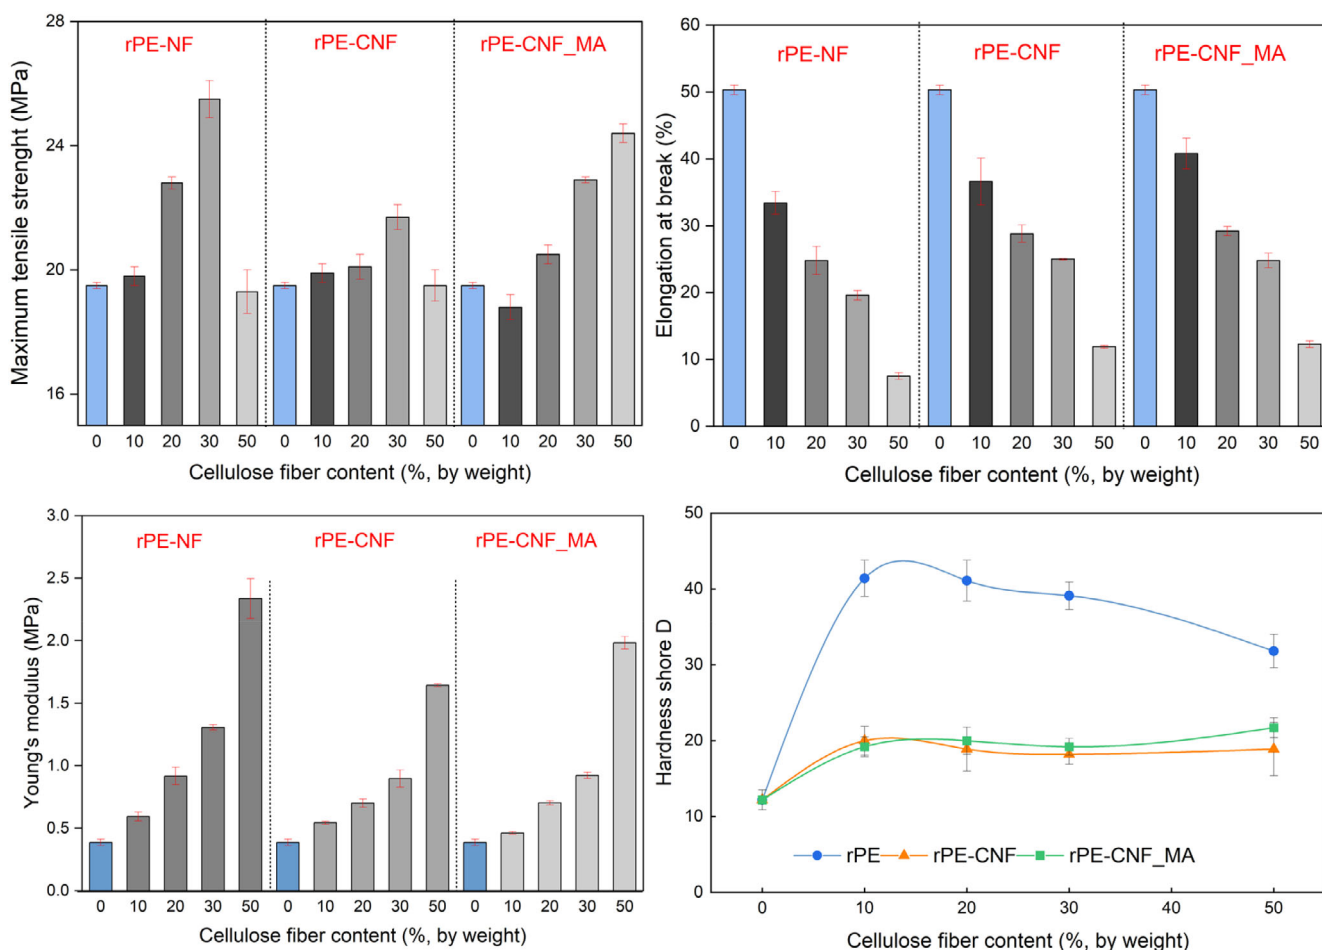 Maximum tensile strenght (MPa)
28
24
20
16
rPE-NF
rPE-CNF
rPE-CNF_MA
0 10 20 30 50 0 10 20 30 50 0 10 20 30 50
Cellulose fiber content (%, by weight)
Elongation at break (%)
60
50
40
30
20
10
0
rPE-NF
rPE-CNF
rPE-CNF_MA
0 10 20 30 50 0 10 20 30 50 0 10 20 30 50
Cellulose fiber content (%, by weight)
Young's modulus (MPa)
3.0
2.5
2.0
1.5
1.0
0.5
0.0
rPE-NF
rPE-CNF
rPE-CNF_MA
0 10 20 30 50 0 10 20 30 50 0 10 20 30 50
Cellulose fiber content (%, by weight)
Hardness shore D
50
40
30
20
10
0
rPE rPE-CNF rPE-CNF_MA
0 10 20 30 40 50
Cellulose fiber content (%, by weight)